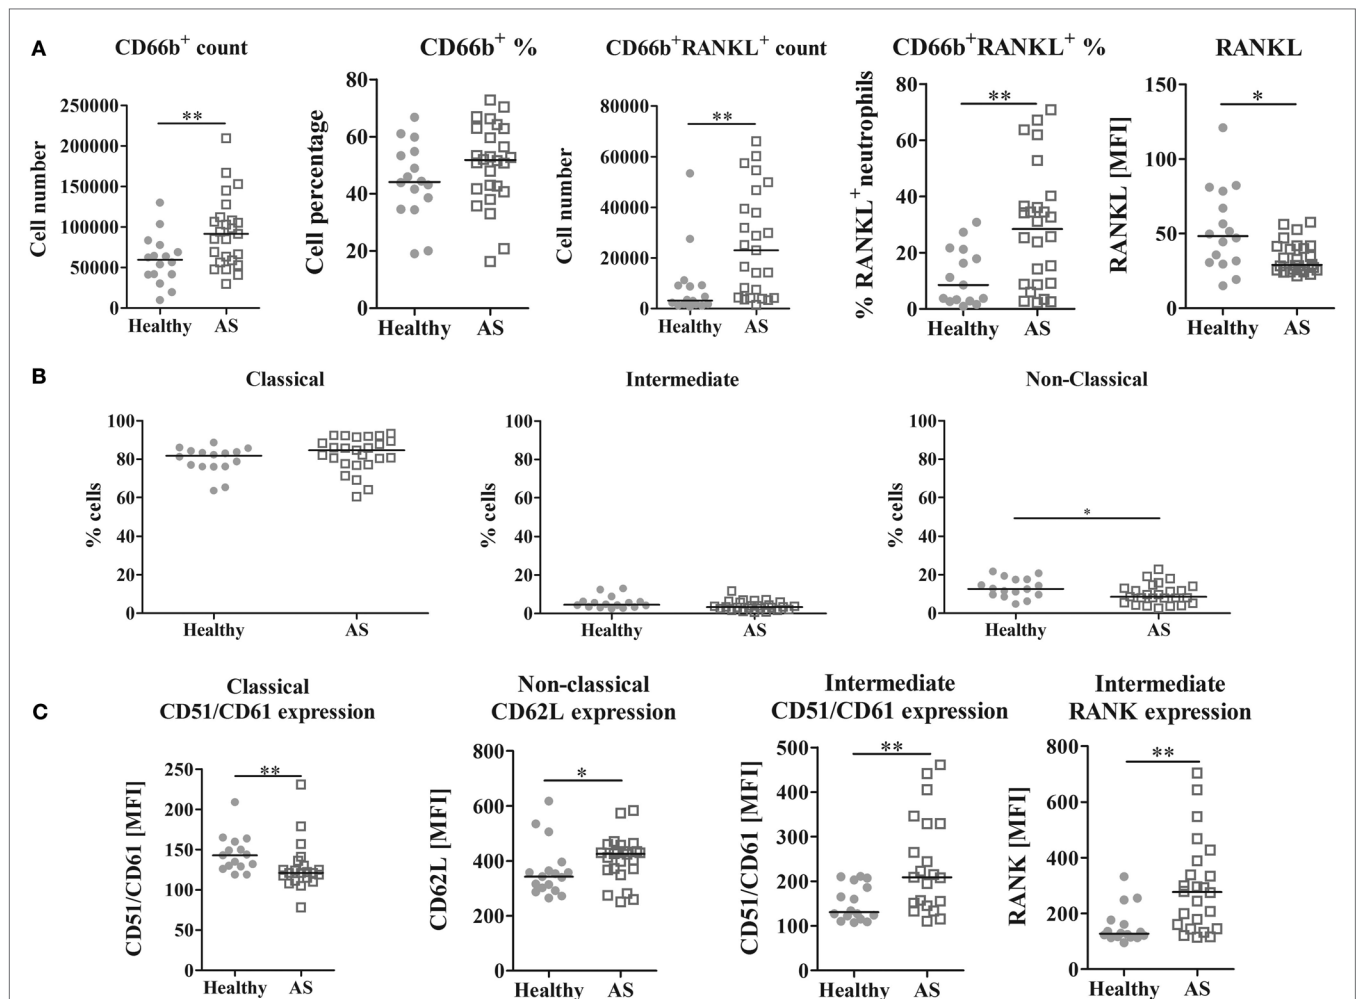 A
CD66b+ count
CD66b+ %
CD66b+RANKL+ count
CD66b+RANKL+ %
RANKL
Cell number
250000
200000
150000
100000
50000
0
**
Healthy AS
Cell percentage
80
60
40
20
0
Healthy AS
Cell number
80000
60000
40000
20000
0
**
Healthy AS
% RANKL+ neutrophils
80
60
40
20
0
**
Healthy AS
RANKL [MFI]
150
100
50
0
*
Healthy AS
B
Classical
Intermediate
Non-Classical
% cells
100
80
60
40
20
0
Healthy AS
% cells
100
80
60
40
20
0
Healthy AS
% cells
100
80
60
40
20
0
*
Healthy AS
C
Classical
CD51/CD61 expression
Non-classical
CD62L expression
Intermediate
CD51/CD61 expression
Intermediate
RANK expression
CD51/CD61 [MFI]
250
200
150
100
50
0
**
Healthy AS
CD62L [MFI]
800
600
400
200
0
*
Healthy AS
CD51/CD61 [MFI]
500
400
300
200
100
0
**
Healthy AS
RANK [MFI]
800
600
400
200
0
**
Healthy AS